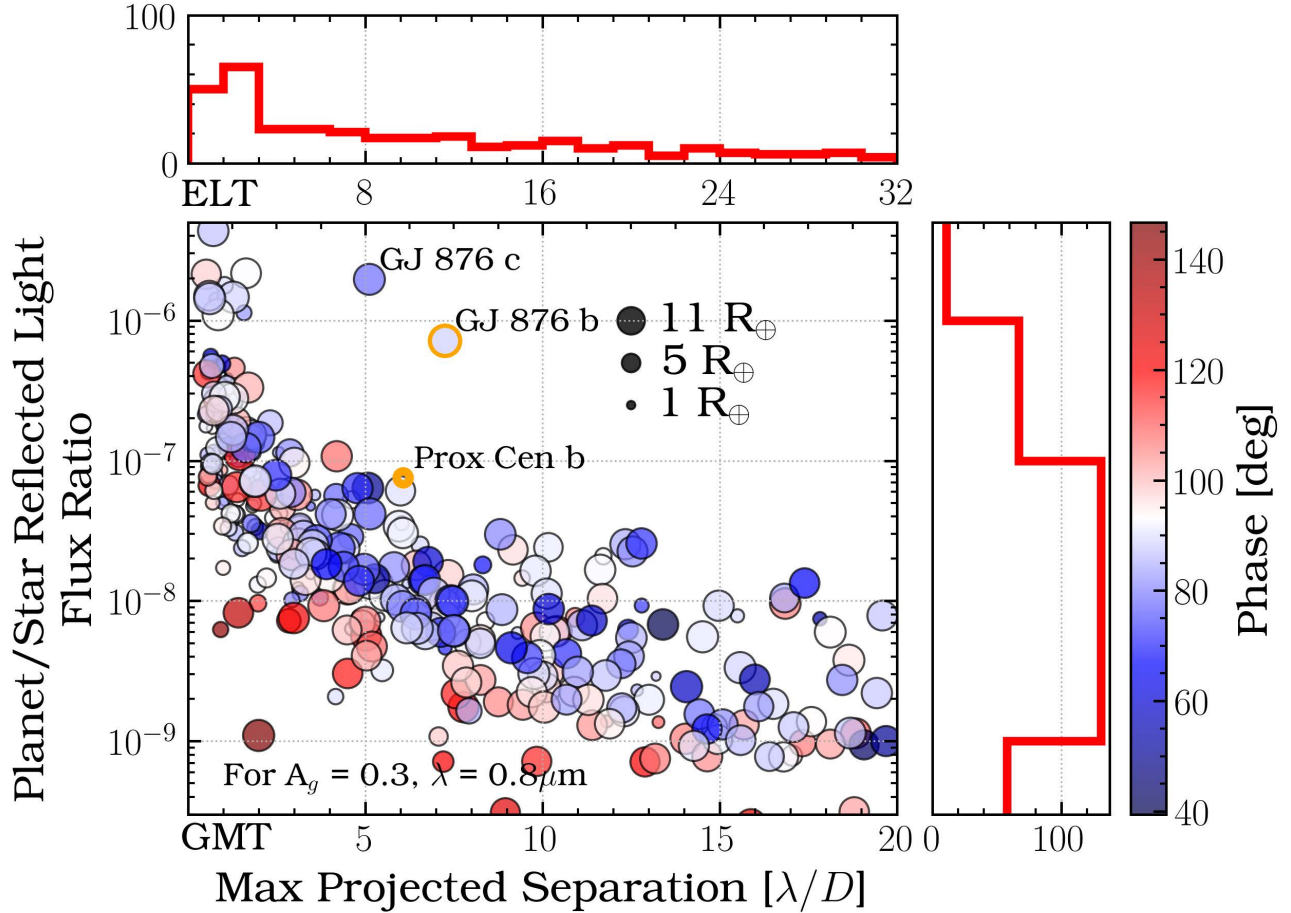 100
0
ELT
8
16
24
32
Planet/Star Reflected Light
Flux Ratio
10⁻⁶
10⁻⁷
10⁻⁸
10⁻⁹
GJ 876 c
GJ 876 b
Prox Cen b
11 R⊕
5 R⊕
1 R⊕
For A_g = 0.3, λ = 0.8μm
GMT
5
10
15
20
Max Projected Separation [λ/D]
0
100
140
120
100
80
60
40
Phase [deg]